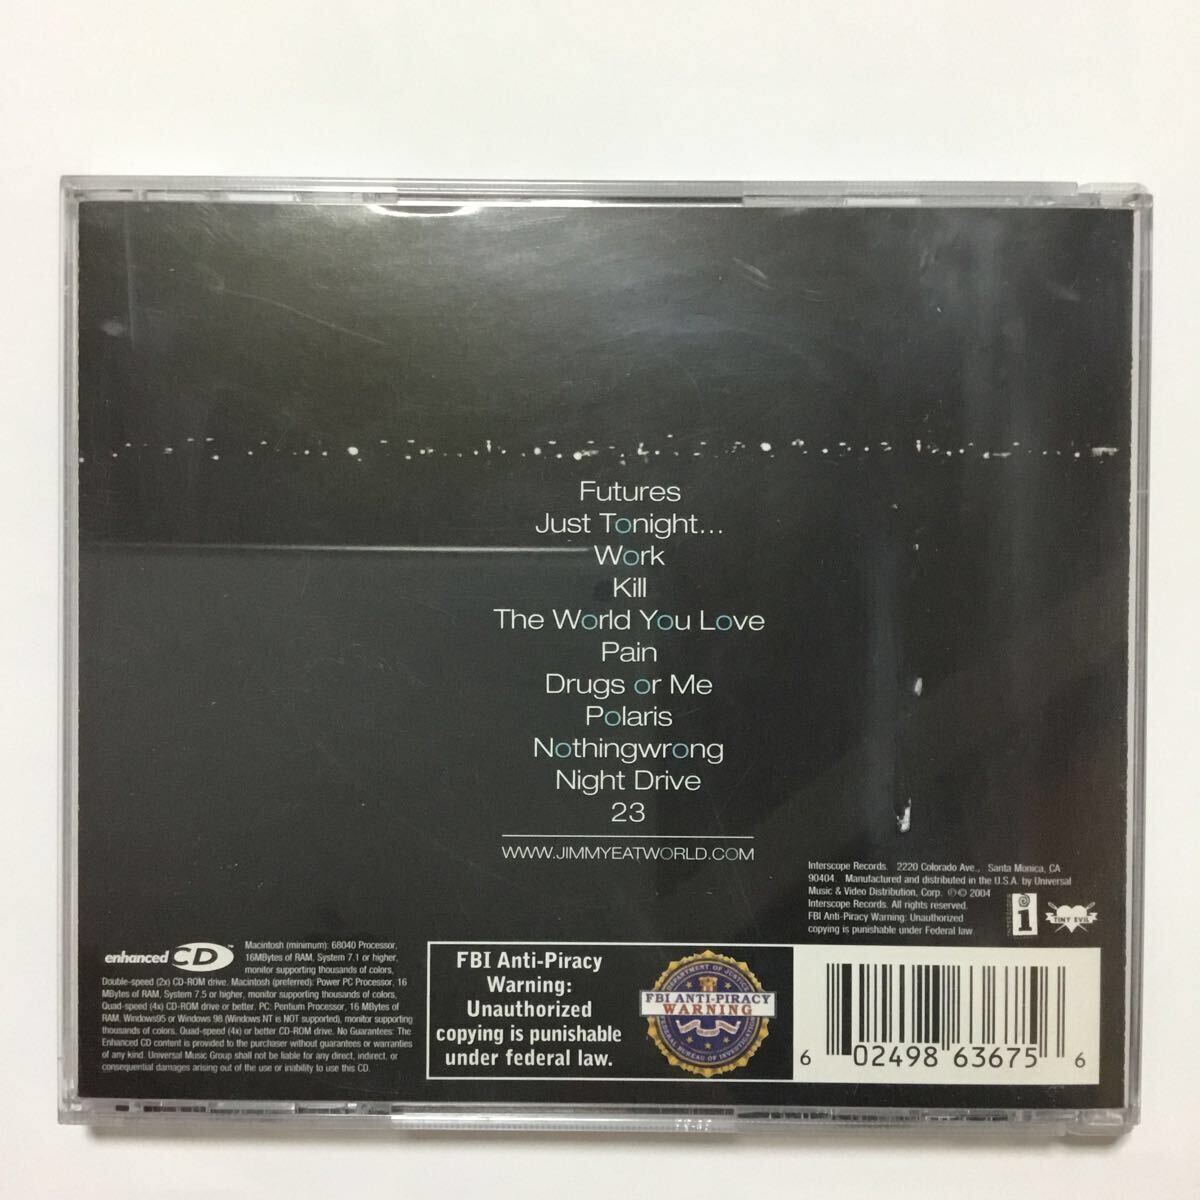 Futures
Just Tonight...
Work
Kill
The World You Love
Pain
Drugs or Me
Polaris
Nothingwrong
Night Drive
23
WWW.JIMMYEATWORLD.COM
Interscope Records. 2220 Colorado Ave., Santa Monica, CA
90404. Manufactured and distributed in the U.S.A. by Universal
Music & Video Distribution, Corp. ℗© 2004
Interscope Records. All rights reserved.
FBI Anti-Piracy Warning: Unauthorized
copying is punishable under Federal law
i
TINY EVIL
enhanced CD™
Macintosh (minimum): 68040 Processor,
16MBytes of RAM, System 7.1 or higher,
monitor supporting thousands of colors,
Double-speed (2x) CD-ROM drive. Macintosh (preferred): Power PC Processor, 16
MBytes of RAM, System 7.5 or higher, monitor supporting thousands of colors,
Quad-speed (4x) CD-ROM drive or better. PC: Pentium Processor, 16 MBytes of
RAM, Windows95 or Windows 98 (Windows NT is NOT supported), monitor supporting
thousands of colors, Quad-speed (4x) or better CD-ROM drive. No Guarantees: The
Enhanced CD content is provided to the purchaser without guarantees or warranties
of any kind. Universal Music Group shall not be liable for any direct, indirect, or
consequential damages arising out of the use or inability to use this CD.
FBI Anti-Piracy
Warning:
Unauthorized
copying is punishable
under federal law.
DEPARTMENT OF JUSTICE
FBI ANTI-PIRACY
WARNING
FEDERAL BUREAU OF INVESTIGATION
6 02498 63675 6